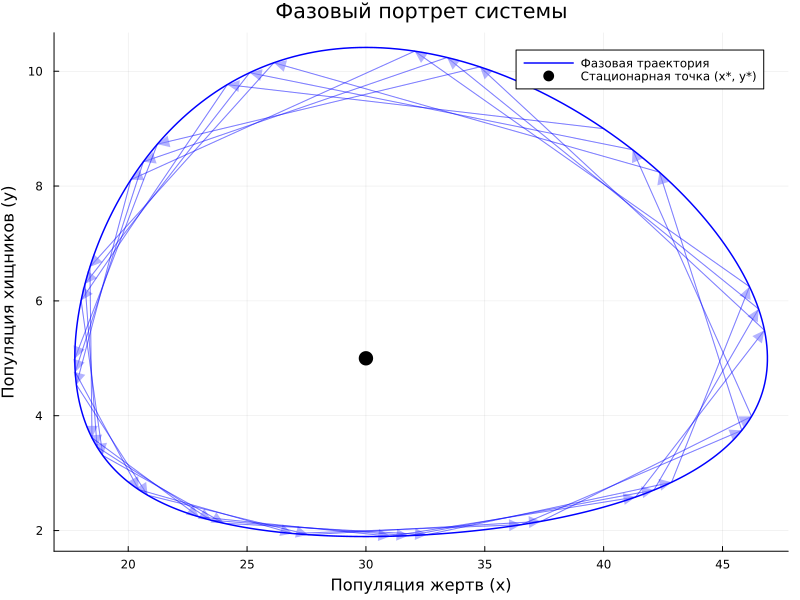 Фазовый портрет системы
Фазовая траектория
Стационарная точка (x*, y*)
Популяция хищников (y)
10
8
6
4
2
20 25 30 35 40 45
Популяция жертв (x)